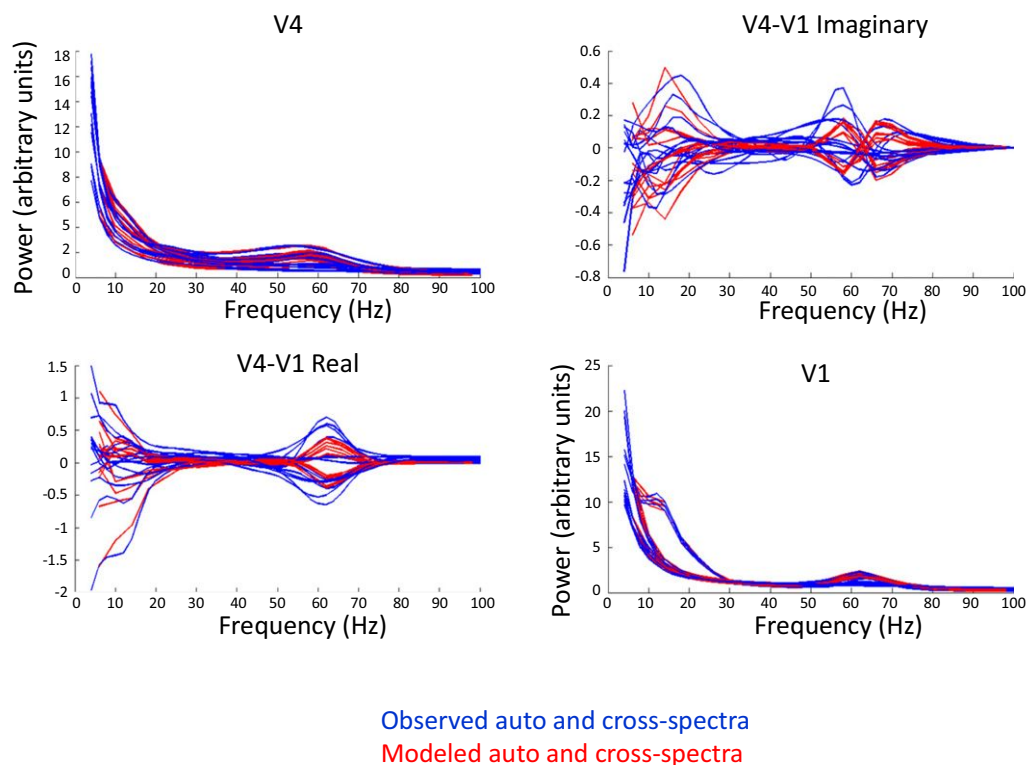 V4
Power (arbitrary units)
18
16
14
12
10
8
6
5
2
0
0 10 20 30 40 50 60 70 80 90 100
Frequency (Hz)
V4-V1 Imaginary
0.6
0.4
0.2
0
-0.2
-0.4
-0.6
-0.8
0 10 20 30 40 50 60 70 80 90 100
Frequency (Hz)
V4-V1 Real
1.5
1
0.5
0
-0.5
-1
-1.5
-2
0 10 20 30 40 50 60 70 80 90 100
Frequency (Hz)
V1
Power (arbitrary units)
25
20
15
10
5
0
0 10 20 30 40 50 60 70 80 90 100
Frequency (Hz)
Observed auto and cross-spectra
Modeled auto and cross-spectra